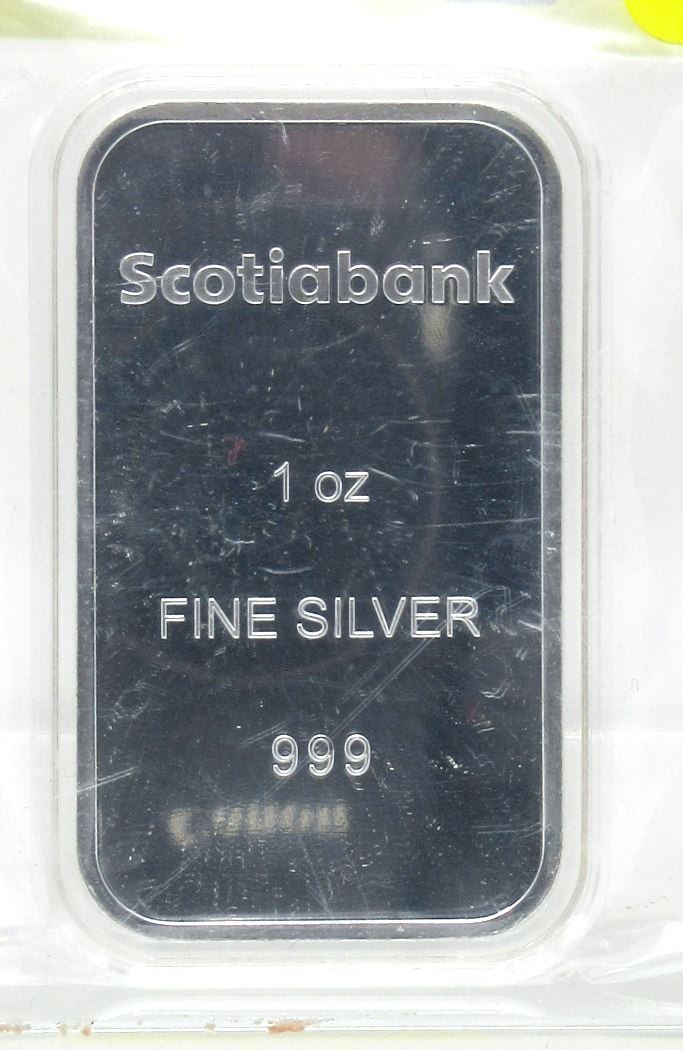 Scotiabank
1 oz
FINE SILVER
999